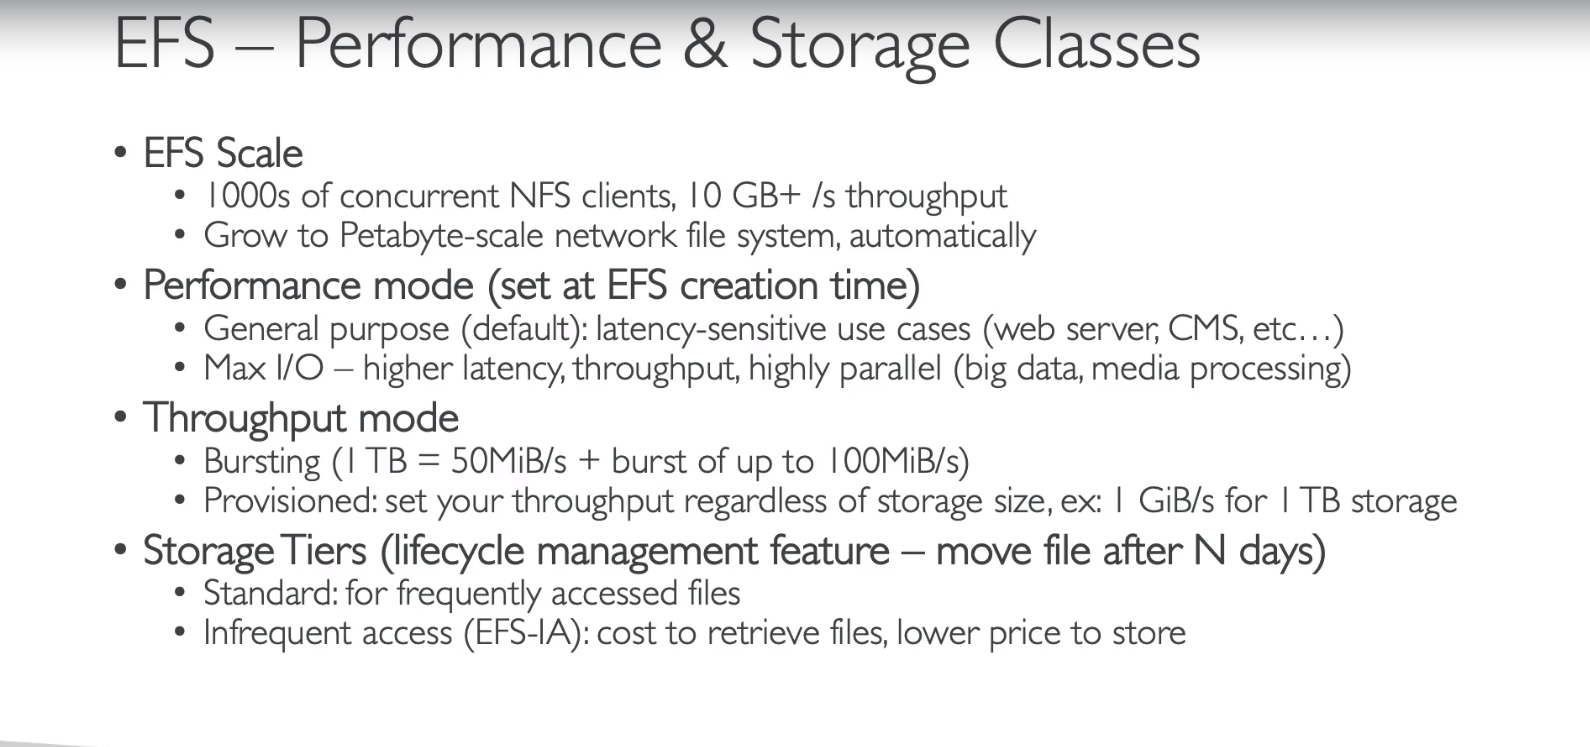 EFS – Performance & Storage Classes
• EFS Scale
• 1000s of concurrent NFS clients, 10 GB+ /s throughput
• Grow to Petabyte-scale network file system, automatically
• Performance mode (set at EFS creation time)
• General purpose (default): latency-sensitive use cases (web server, CMS, etc…)
• Max I/O – higher latency, throughput, highly parallel (big data, media processing)
• Throughput mode
• Bursting (1 TB = 50MiB/s + burst of up to 100MiB/s)
• Provisioned: set your throughput regardless of storage size, ex: 1 GiB/s for 1 TB storage
• Storage Tiers (lifecycle management feature – move file after N days)
• Standard: for frequently accessed files
• Infrequent access (EFS-IA): cost to retrieve files, lower price to store